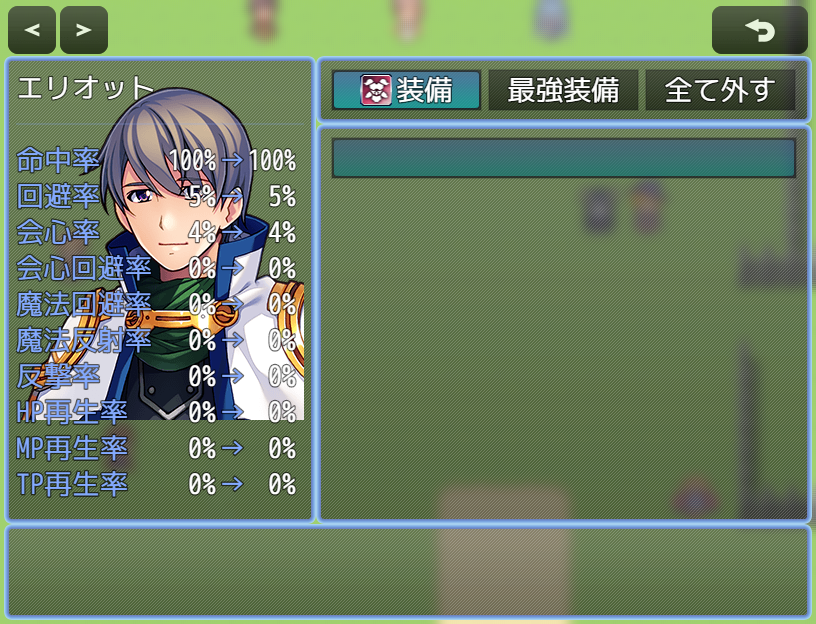 < >
エリオット
装備 最強装備 全て外す
命中率 100% → 100%
回避率 5% → 5%
会心率 4% → 4%
会心回避率 0% → 0%
魔法回避率 0% → 0%
魔法反射率 0% → 0%
反撃率 0% → 0%
HP再生率 0% → 0%
MP再生率 0% → 0%
TP再生率 0% → 0%